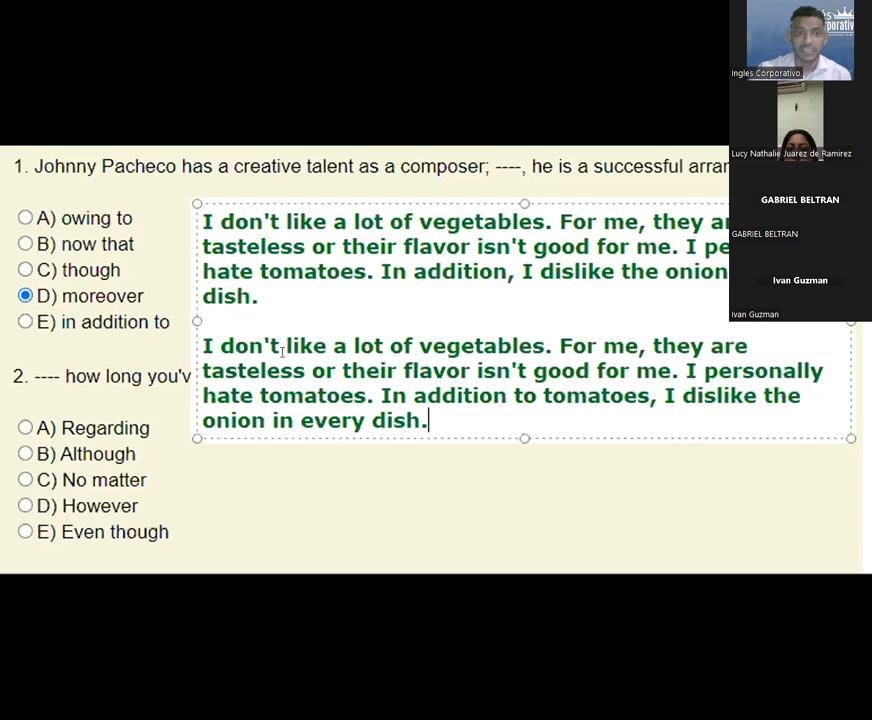 1. Johnny Pacheco has a creative talent as a composer; ----, he is a successful arran
A) owing to
B) now that
C) though
D) moreover
E) in addition to
I don't like a lot of vegetables. For me, they
tasteless or their flavor isn't good for me. I
hate tomatoes. In addition, I dislike the onion
dish.
I don't like a lot of vegetables. For me, they are
tasteless or their flavor isn't good for me. I personally
hate tomatoes. In addition to tomatoes, I dislike the
onion in every dish.
2. ---- how long you'v
A) Regarding
B) Although
C) No matter
D) However
E) Even though
Ingles Corporativo
Lucy Nathalie Juarez de Ramirez
GABRIEL BELTRAN
GABRIEL BELTRAN
Ivan Guzman
Ivan Guzman